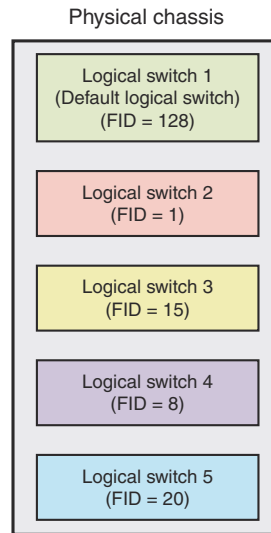 Physical chassis
Logical switch 1
(Default logical switch)
(FID = 128)
Logical switch 2
(FID = 1)
Logical switch 3
(FID = 15)
Logical switch 4
(FID = 8)
Logical switch 5
(FID = 20)